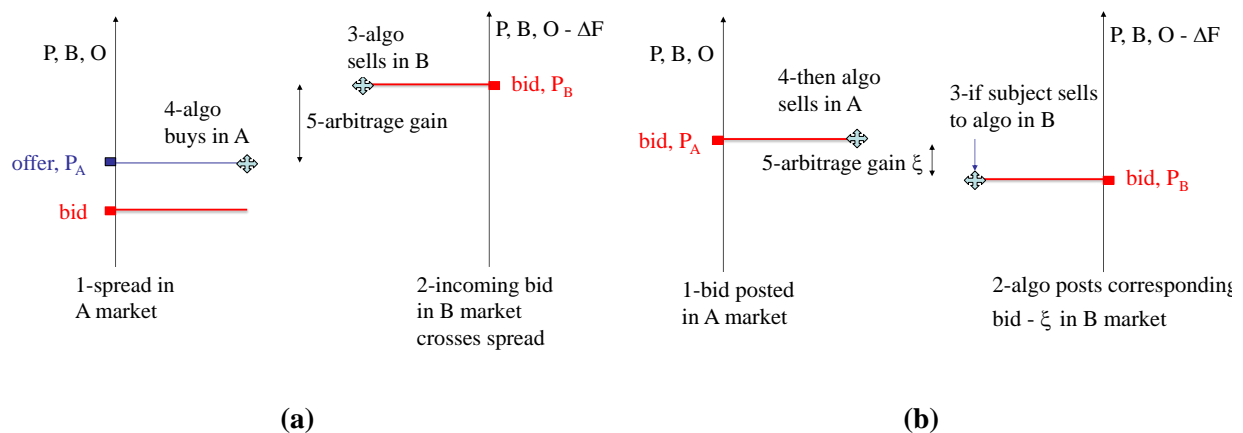 P, B, O
3-algo
sells in B
P, B, O - ΔF
bid, P_B
4-algo
buys in A
5-arbitrage gain
offer, P_A
bid
1-spread in
A market
2-incoming bid
in B market
crosses spread
(a)
P, B, O
4-then algo
sells in A
P, B, O - ΔF
3-if subject sells
to algo in B
bid, P_A
5-arbitrage gain ξ
bid, P_B
1-bid posted
in A market
2-algo posts corresponding
bid - ξ in B market
(b)